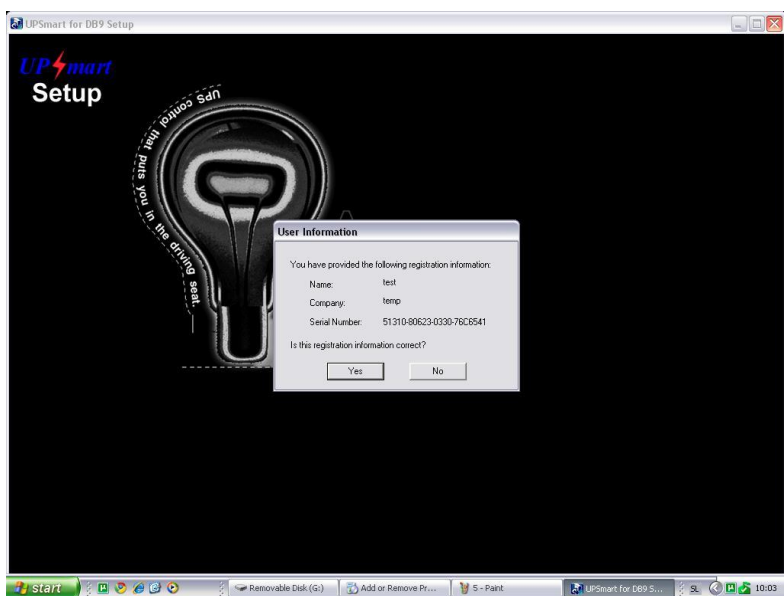 UPSmart for DB9 Setup
UPSmart
Setup
UPS control that puts you in the driving seat.
User Information
You have provided the following registration information:
Name: test
Company: temp
Serial Number: 51310-80623-0330-76C6541
Is this registration information correct?
Yes No
start Removable Disk (G:) Add or Remove Pr... 5 - Paint UPSmart for DB9 S... SL 10:03